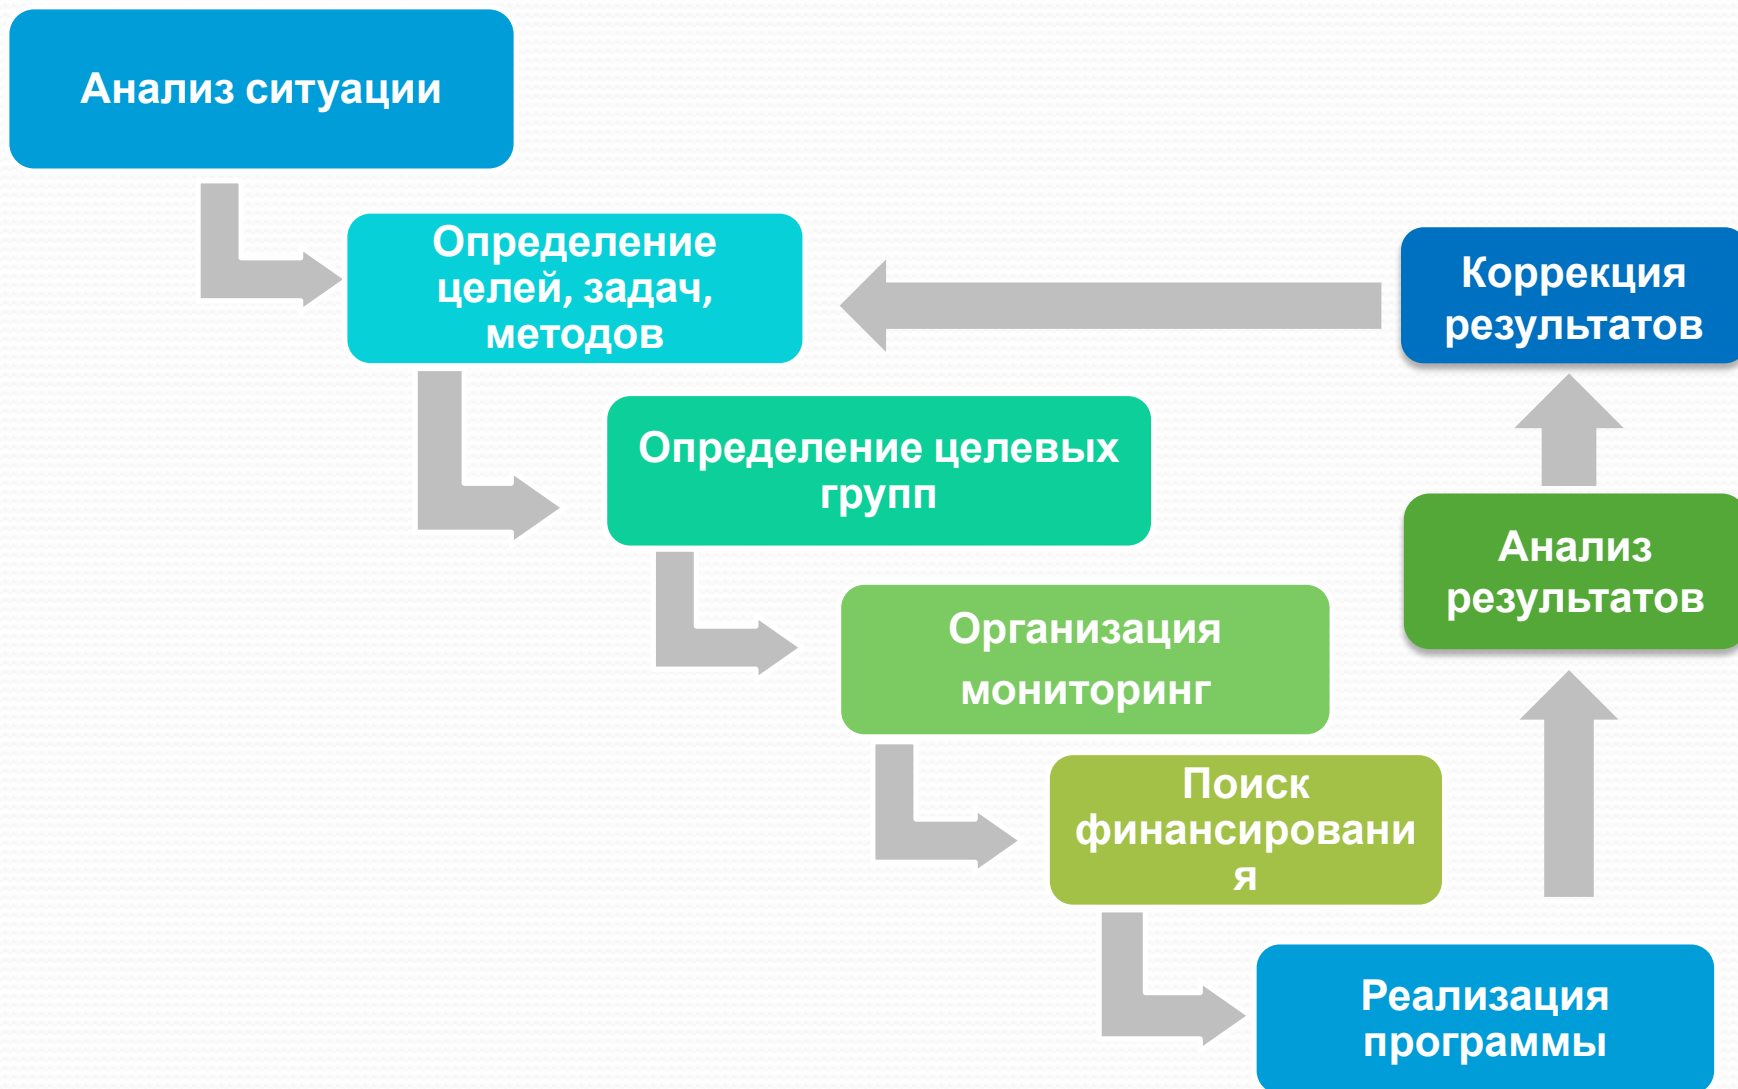 Анализ ситуации
Определение
целей, задач,
методов
Коррекция
результатов
Определение целевых
групп
Анализ
результатов
Организация
мониторинг
Поиск
финансировани
я
Реализация
программы